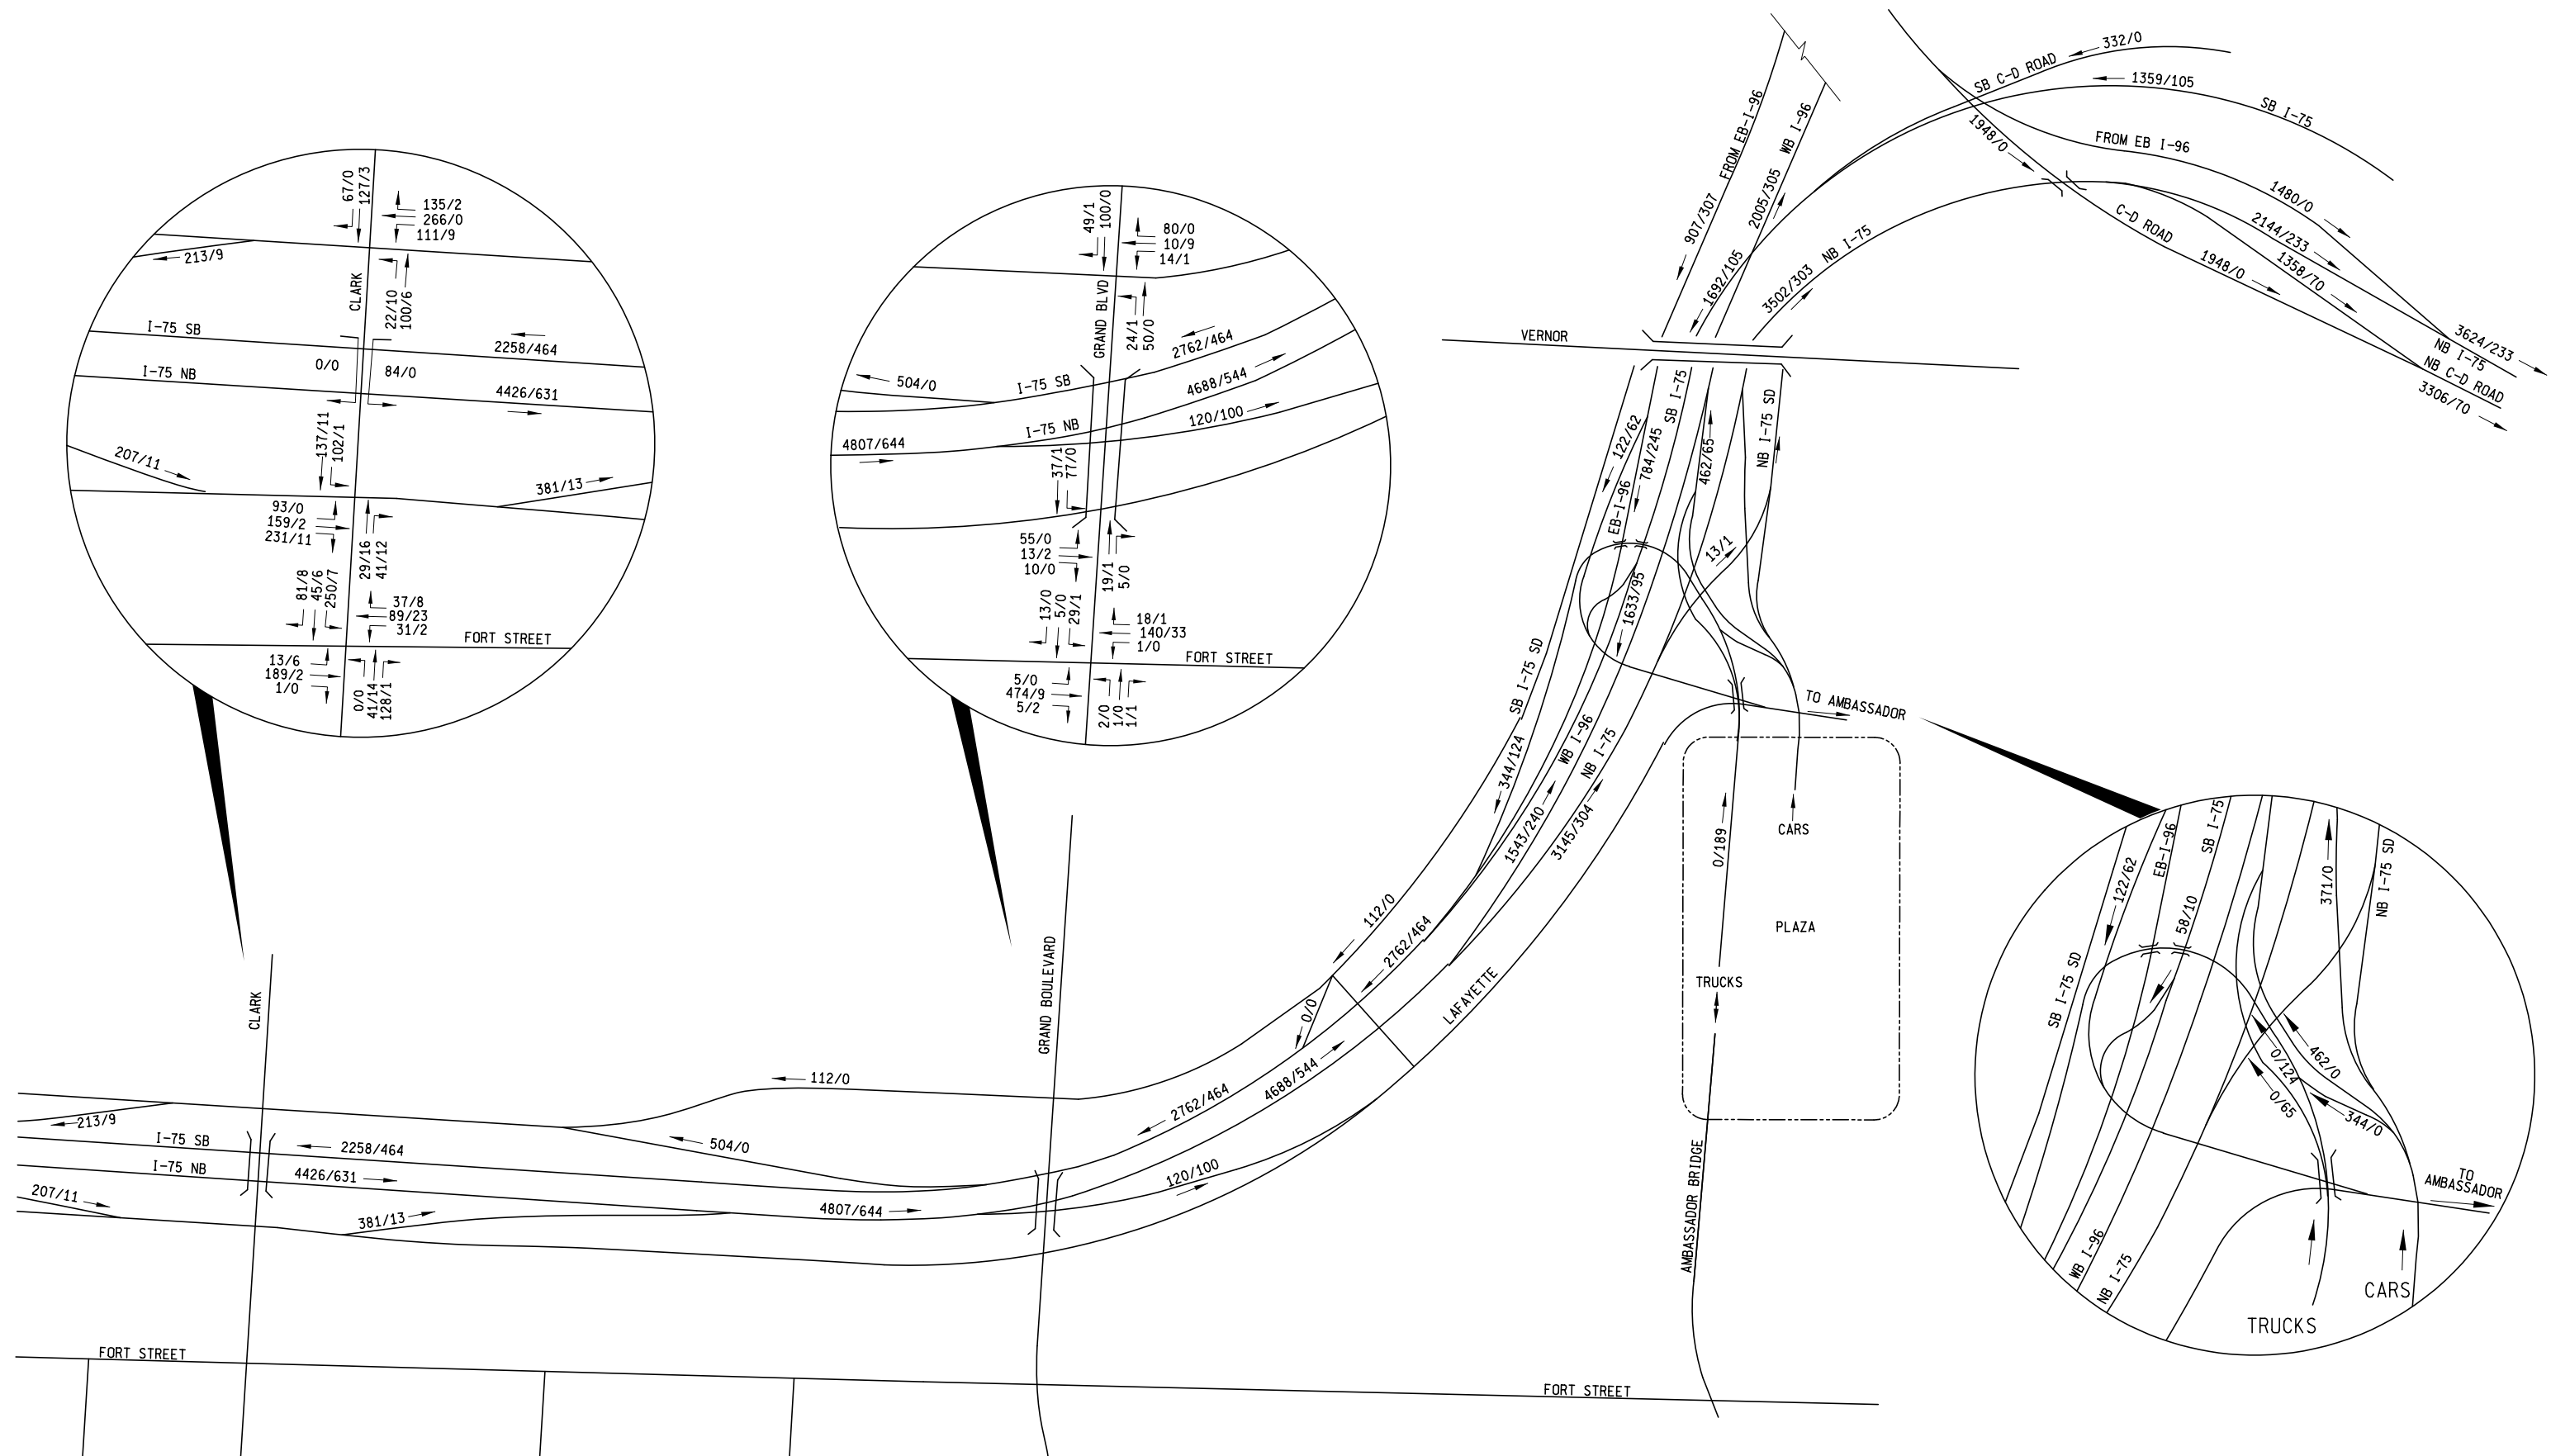 67/0
127/3
135/2
266/0
111/9
213/9
CLARK
22/10
100/6
I-75 SB
2258/464
0/0
84/0
I-75 NB
4426/631
137/11
102/1
207/11
381/13
93/0
159/2
231/11
29/16
41/12
81/8
45/6
250/7
37/8
89/23
31/2
FORT STREET
13/6
189/2
1/0
0/0
41/14
128/1
49/1
100/0
80/0
10/9
14/1
GRAND BLVD
24/1
50/0
2762/464
504/0
I-75 SB
4688/544
I-75 NB
120/100
4807/644
37/1
77/0
55/0
13/2
10/0
19/1
5/0
13/0
5/0
29/1
18/1
140/33
1/0
FORT STREET
5/0
474/9
5/2
2/0
1/0
1/1
FROM EB-I-96
907/307
WB I-96
2005/305
SB C-D ROAD
332/0
1359/105
SB I-75
1948/0
FROM EB I-96
1480/0
2144/233
1358/70
C-D ROAD
1948/0
3624/233
NB I-75
NB C-D ROAD
3306/70
1692/105
3502/303
NB I-75
VERNOR
122/62
EB-I-96
784/245
SB I-75
462/65
NB I-75 SD
13/1
1633/95
SB I-75 SD
344/124
WB I-96
1543/240
NB I-75
3145/304
TO AMBASSADOR
0/189
CARS
PLAZA
TRUCKS
AMBASSADOR BRIDGE
112/0
2762/464
0/0
LAFAYETTE
4688/544
2762/464
120/100
GRAND BOULEVARD
CLARK
112/0
504/0
213/9
I-75 SB
2258/464
I-75 NB
4426/631
207/11
381/13
4807/644
FORT STREET
FORT STREET
122/62
EB-I-96
SB I-75
371/0
NB I-75 SD
58/10
SB I-75 SD
462/0
0/124
0/65
344/0
WB I-96
NB I-75
TO
AMBASSADOR
CARS
TRUCKS